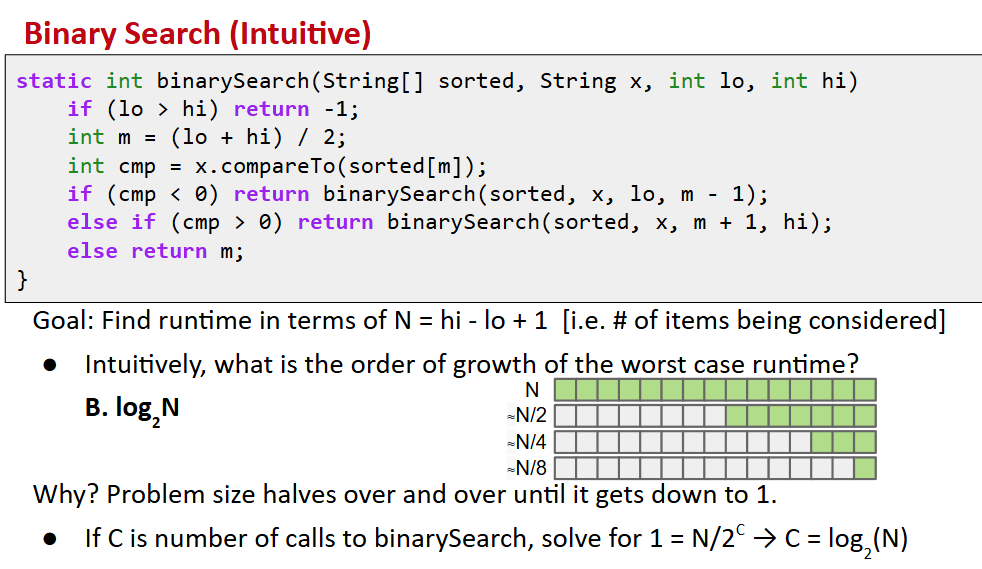 Binary Search (Intuitive)
static int binarySearch(String[] sorted, String x, int lo, int hi)
    if (lo > hi) return -1;
    int m = (lo + hi) / 2;
    int cmp = x.compareTo(sorted[m]);
    if (cmp < 0) return binarySearch(sorted, x, lo, m - 1);
    else if (cmp > 0) return binarySearch(sorted, x, m + 1, hi);
    else return m;
}
Goal: Find runtime in terms of N = hi - lo + 1 [i.e. # of items being considered]
● Intuitively, what is the order of growth of the worst case runtime?
B. log₂N
N
≈N/2
≈N/4
≈N/8
Why? Problem size halves over and over until it gets down to 1.
● If C is number of calls to binarySearch, solve for 1 = N/2ᶜ → C = log₂(N)